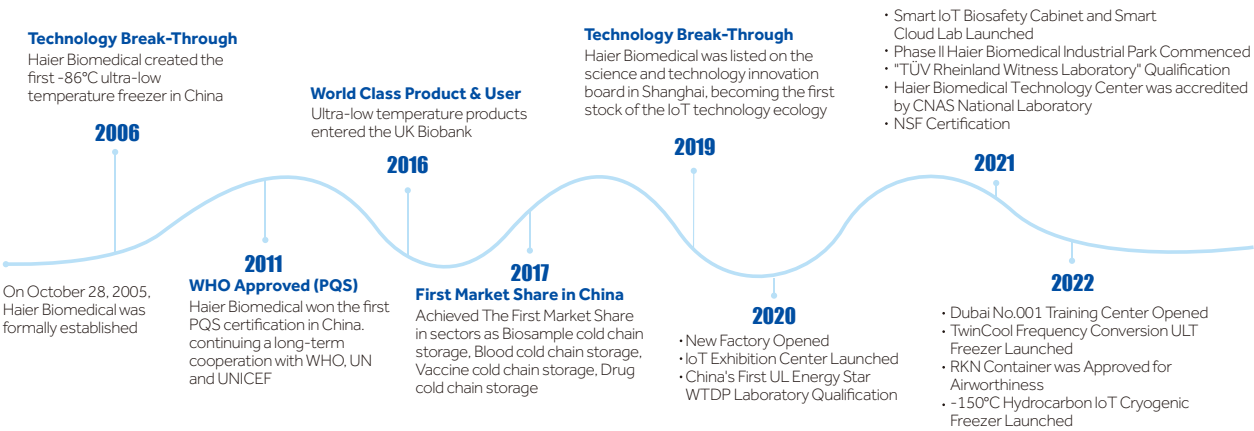 On October 28, 2005,
Haier Biomedical was
formally established
Technology Break-Through
Haier Biomedical created the
first -86°C ultra-low
temperature freezer in China
2006
2011
WHO Approved (PQS)
Haier Biomedical won the first
PQS certification in China.
continuing a long-term
cooperation with WHO, UN
and UNICEF
World Class Product & User
Ultra-low temperature products
entered the UK Biobank
2016
2017
First Market Share in China
Achieved The First Market Share
in sectors as Biosample cold chain
storage, Blood cold chain storage,
Vaccine cold chain storage, Drug
cold chain storage
Technology Break-Through
Haier Biomedical was listed on the
science and technology innovation
board in Shanghai, becoming the first
stock of the IoT technology ecology
2019
2020
・New Factory Opened
・IoT Exhibition Center Launched
・China's First UL Energy Star
WTDP Laboratory Qualification
・Smart IoT Biosafety Cabinet and Smart
Cloud Lab Launched
・Phase II Haier Biomedical Industrial Park Commenced
・"TÜV Rheinland Witness Laboratory" Qualification
・Haier Biomedical Technology Center was accredited
by CNAS National Laboratory
・NSF Certification
2021
2022
・Dubai No.001 Training Center Opened
・TwinCool Frequency Conversion ULT
Freezer Launched
・RKN Container was Approved for
Airworthiness
・-150°C Hydrocarbon IoT Cryogenic
Freezer Launched